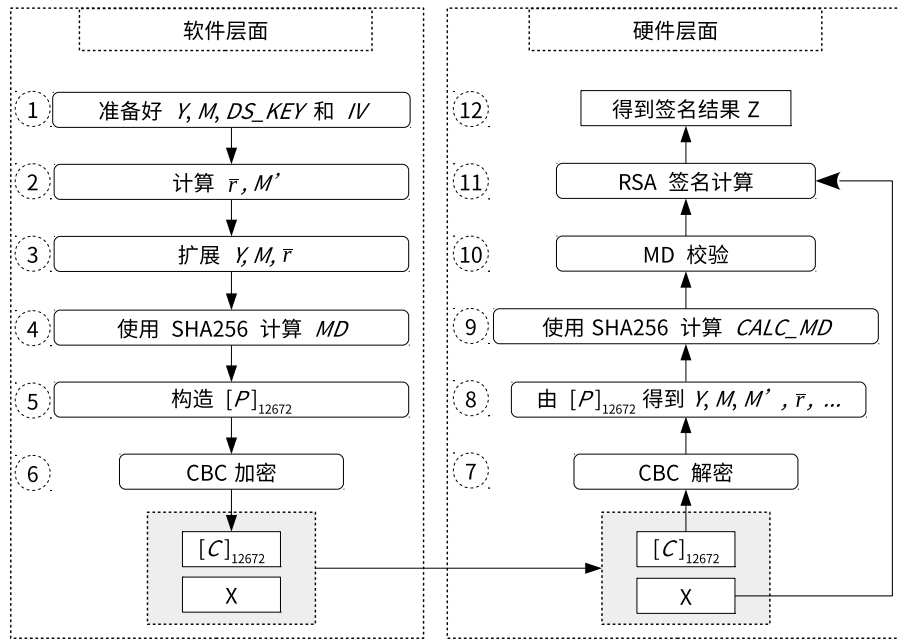 软件层面
① 准备好 Y, M, DS_KEY 和 IV
② 计算 r̄, M’
③ 扩展 Y, M, r̄
④ 使用 SHA256 计算 MD
⑤ 构造 [P]₁₂₆₇₂
⑥ CBC 加密
[C]₁₂₆₇₂
X
硬件层面
⑫ 得到签名结果 Z
⑪ RSA 签名计算
⑩ MD 校验
⑨ 使用 SHA256 计算 CALC_MD
⑧ 由 [P]₁₂₆₇₂ 得到 Y, M, M’ , r̄, ...
⑦ CBC 解密
[C]₁₂₆₇₂
X